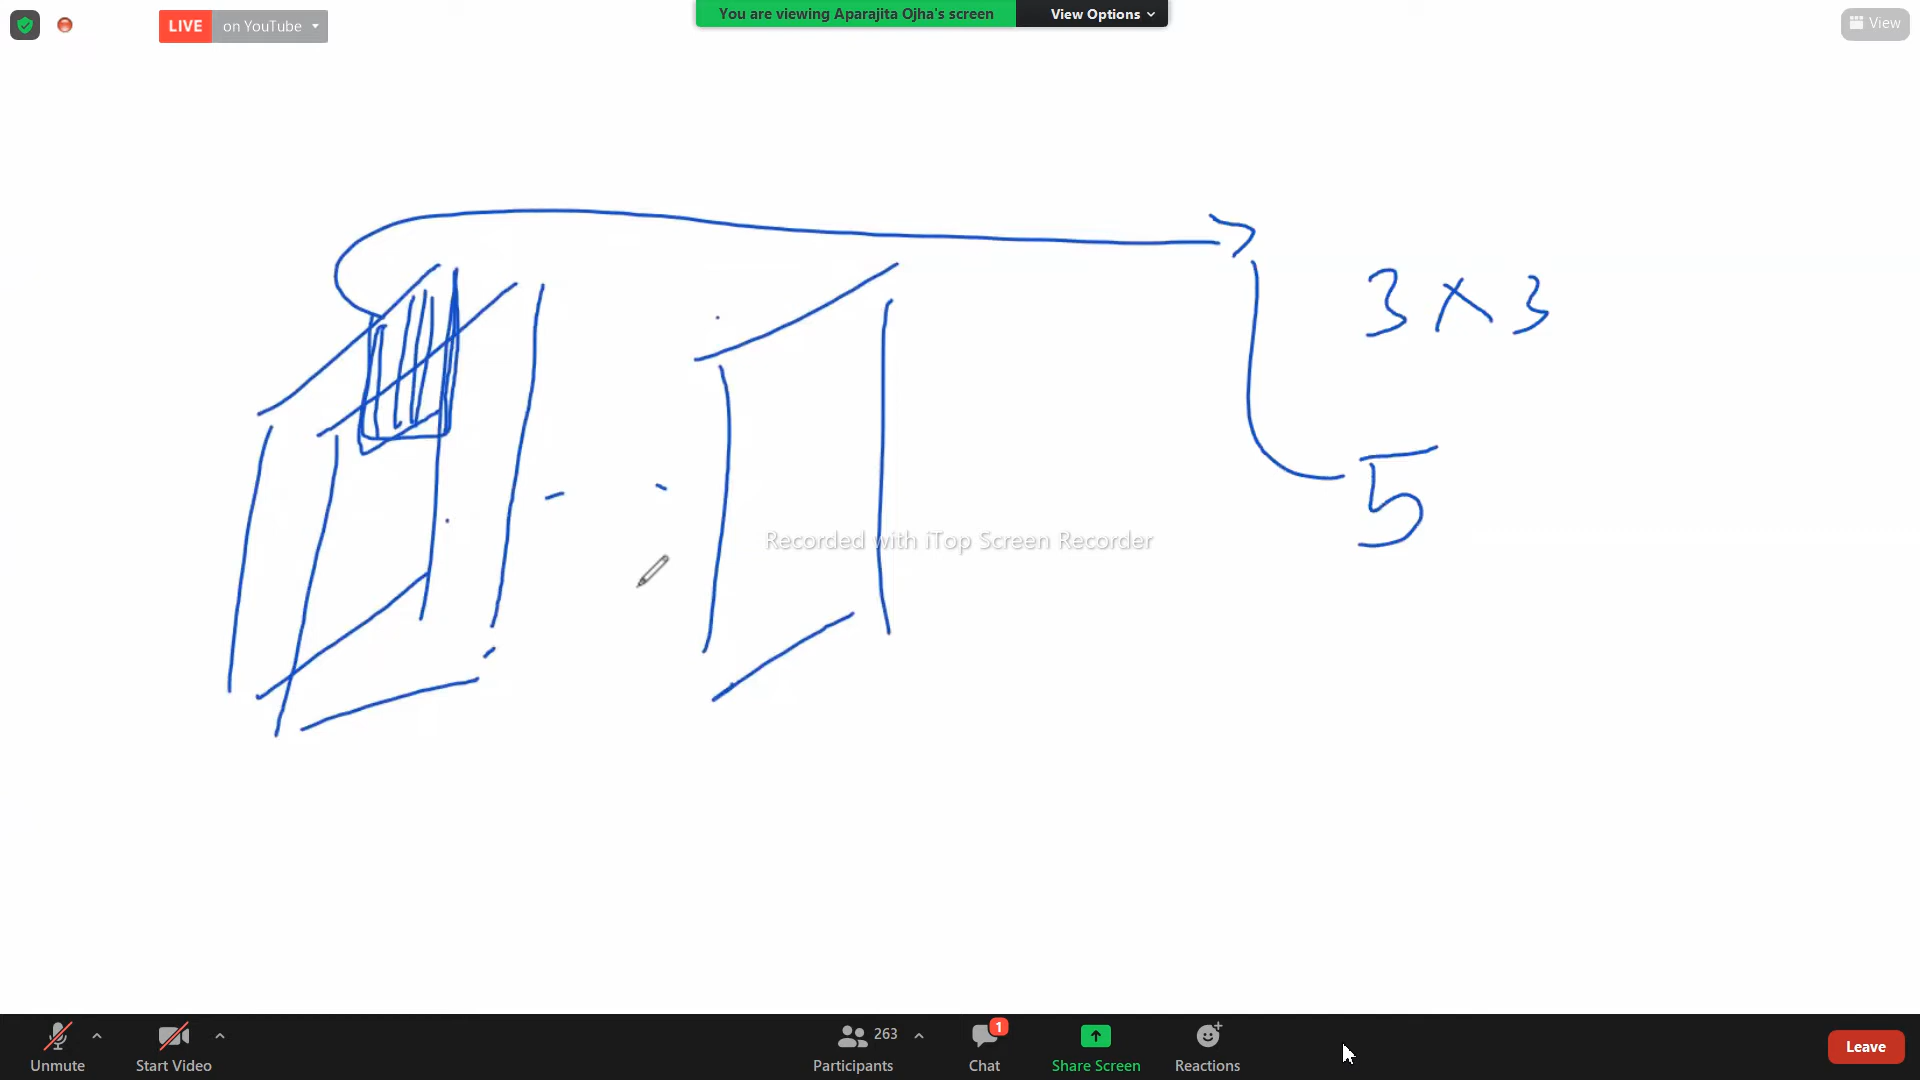 LIVE on YouTube
You are viewing Aparajita Ojha's screen
View Options
View
3 × 3
5
Recorded with iTop Screen Recorder
Unmute
Start Video
263
Participants
1
Chat
Share Screen
Reactions
Leave